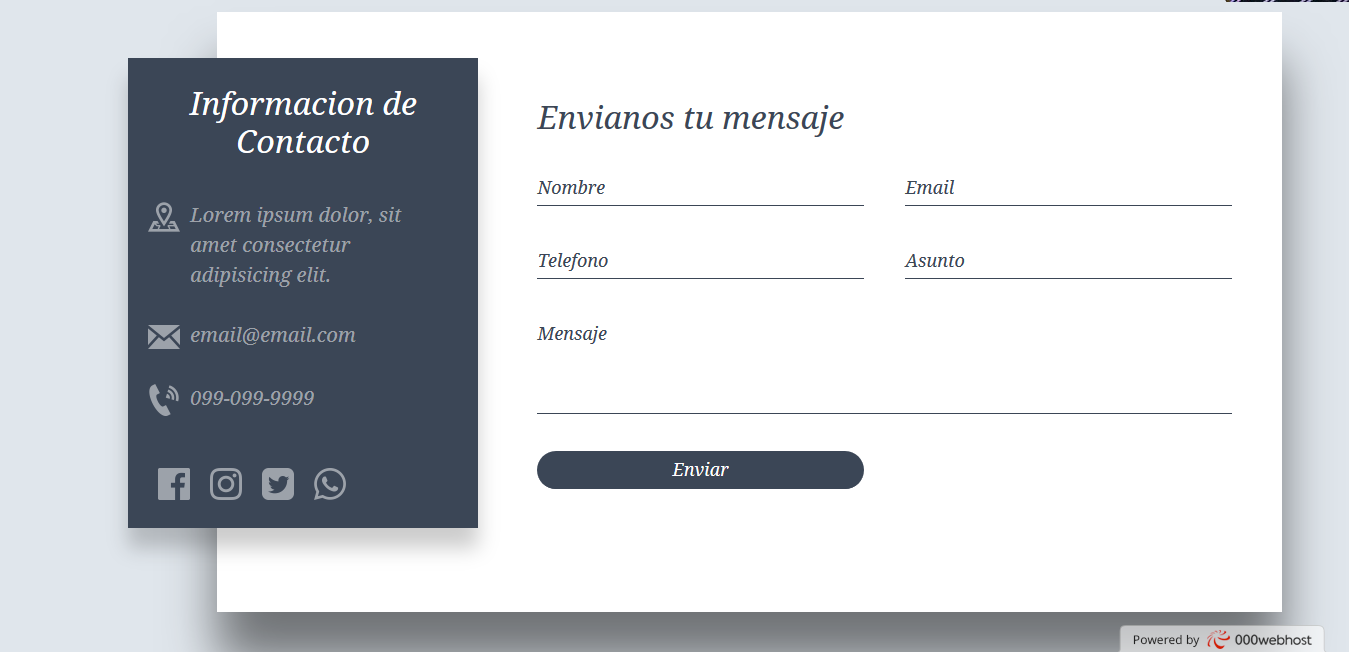 Informacion de
Contacto
Lorem ipsum dolor, sit
amet consectetur
adipisicing elit.
email@email.com
099-099-9999
Envianos tu mensaje
Nombre
Email
Telefono
Asunto
Mensaje
Enviar
Powered by 000webhost